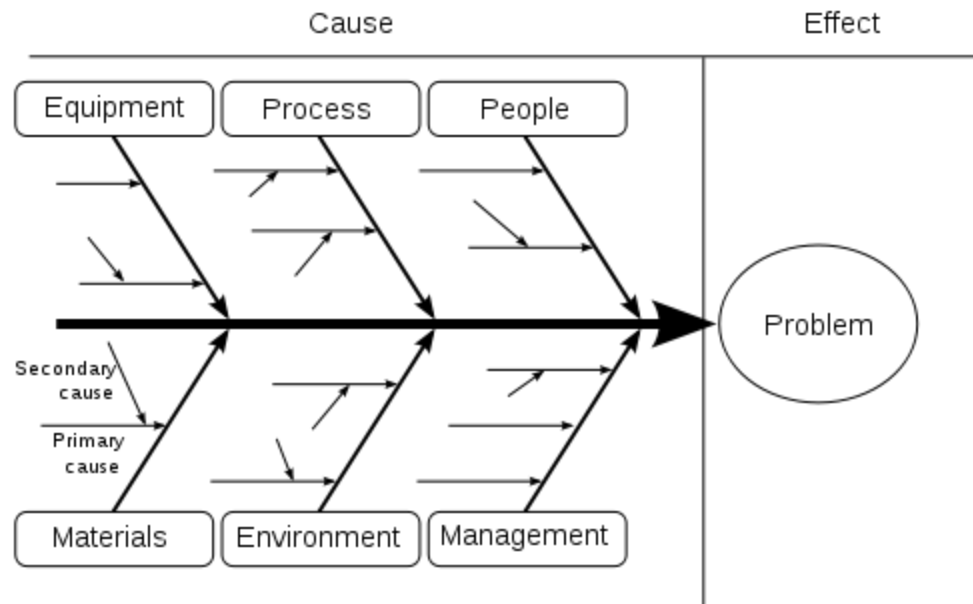 Cause
Effect
Equipment
Process
People
Problem
Secondary
cause
Primary
cause
Materials
Environment
Management